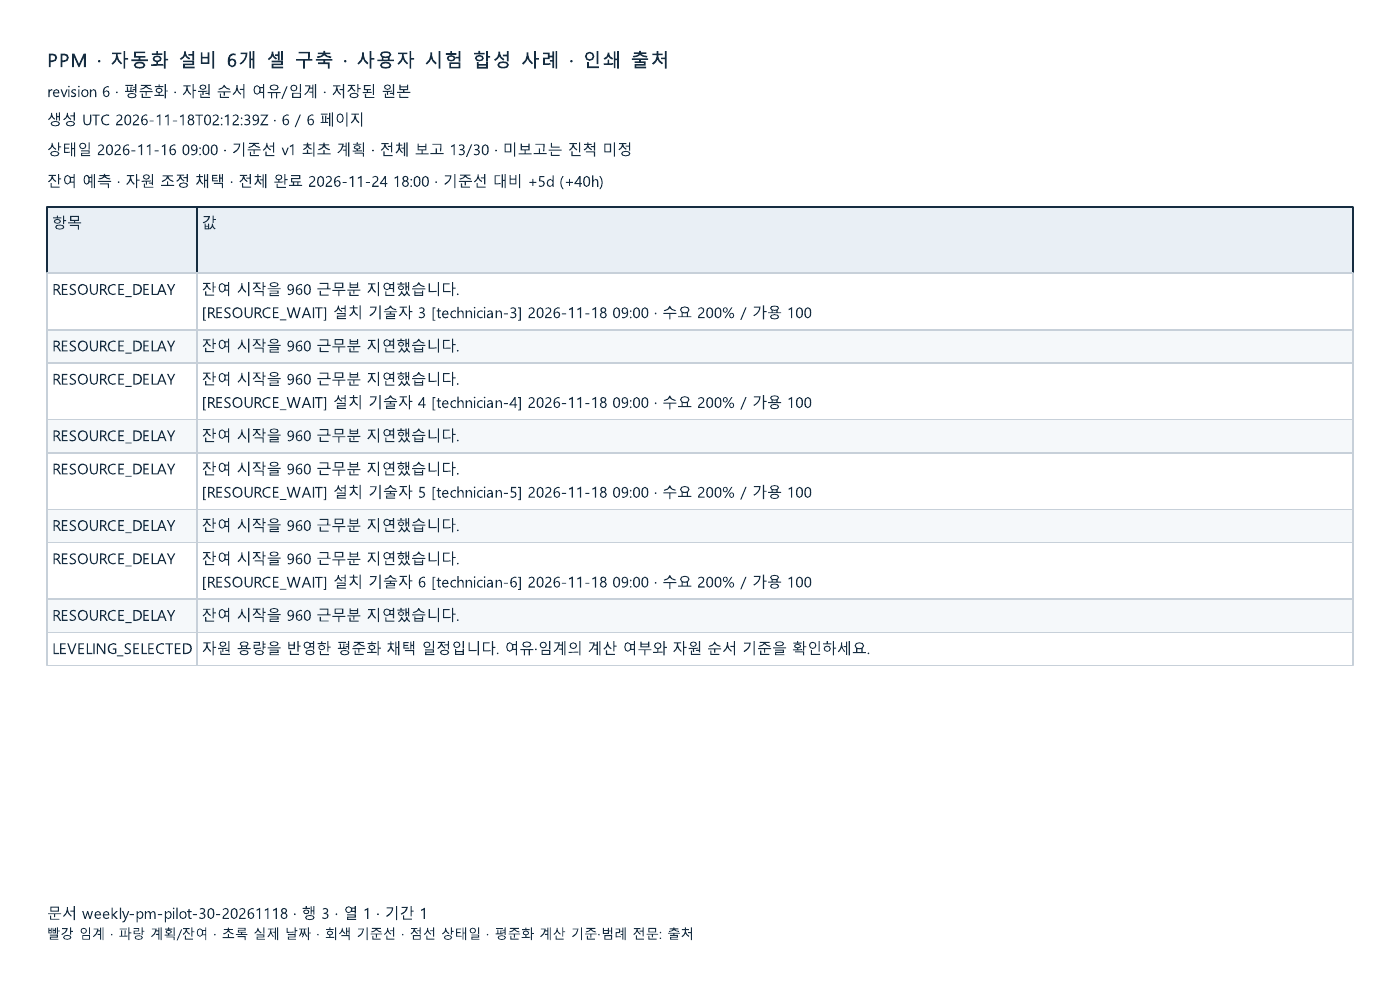 PPM · 자동화 설비 6개 셀 구축 · 사용자 시험 합성 사례 · 인쇄 출처
revision 6 · 평준화 · 자원 순서 여유/임계 · 저장된 원본
생성 UTC 2026-11-18T02:12:39Z · 6 / 6 페이지
상태일 2026-11-16 09:00 · 기준선 v1 최초 계획 · 전체 보고 13/30 · 미보고는 진척 미정
잔여 예측 · 자원 조정 채택 · 전체 완료 2026-11-24 18:00 · 기준선 대비 +5d (+40h)
항목 값
RESOURCE_DELAY 잔여 시작을 960 근무분 지연했습니다.
[RESOURCE_WAIT] 설치 기술자 3 [technician-3] 2026-11-18 09:00 · 수요 200% / 가용 100
RESOURCE_DELAY 잔여 시작을 960 근무분 지연했습니다.
RESOURCE_DELAY 잔여 시작을 960 근무분 지연했습니다.
[RESOURCE_WAIT] 설치 기술자 4 [technician-4] 2026-11-18 09:00 · 수요 200% / 가용 100
RESOURCE_DELAY 잔여 시작을 960 근무분 지연했습니다.
RESOURCE_DELAY 잔여 시작을 960 근무분 지연했습니다.
[RESOURCE_WAIT] 설치 기술자 5 [technician-5] 2026-11-18 09:00 · 수요 200% / 가용 100
RESOURCE_DELAY 잔여 시작을 960 근무분 지연했습니다.
RESOURCE_DELAY 잔여 시작을 960 근무분 지연했습니다.
[RESOURCE_WAIT] 설치 기술자 6 [technician-6] 2026-11-18 09:00 · 수요 200% / 가용 100
RESOURCE_DELAY 잔여 시작을 960 근무분 지연했습니다.
LEVELING_SELECTED 자원 용량을 반영한 평준화 채택 일정입니다. 여유·임계의 계산 여부와 자원 순서 기준을 확인하세요.
문서 weekly-pm-pilot-30-20261118 · 행 3 · 열 1 · 기간 1
빨강 임계 · 파랑 계획/잔여 · 초록 실제 날짜 · 회색 기준선 · 점선 상태일 · 평준화 계산 기준·범례 전문: 출처